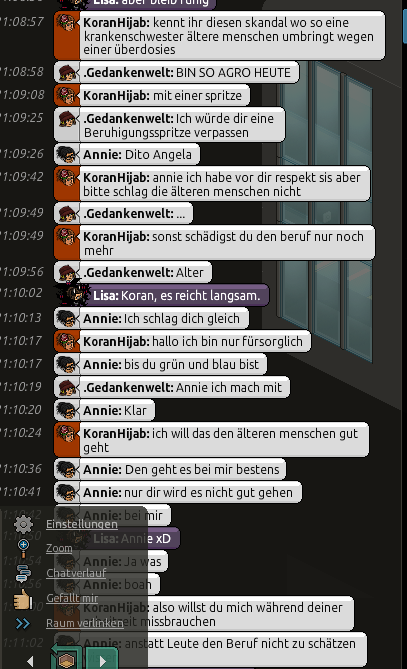 Lisa: aber bleib ruhig
21:08:57
KoranHijab: kennt ihr diesen skandal wo so eine
krankenschwester ältere menschen umbringt wegen
einer überdosies
1:08:58 .Gedankenwelt: BIN SO AGRO HEUTE
1:09:08 KoranHijab: mit einer spritze
1:09:25 .Gedankenwelt: Ich würde dir eine
Beruhigungsspritze verpassen
1:09:26 Annie: Dito Angela
1:09:42 KoranHijab: annie ich habe vor dir respekt sis aber
bitte schlag die älteren menschen nicht
1:09:49 .Gedankenwelt: ...
1:09:49 KoranHijab: sonst schädigst du den beruf nur noch
mehr
1:09:56 .Gedankenwelt: Alter
1:10:02 Lisa: Koran, es reicht langsam.
1:10:13 Annie: Ich schlag dich gleich
1:10:17 KoranHijab: hallo ich bin nur fürsorglich
1:10:17 Annie: bis du grün und blau bist
1:10:19 .Gedankenwelt: Annie ich mach mit
1:10:20 Annie: Klar
1:10:24 KoranHijab: ich will das den älteren menschen gut
geht
1:10:36 Annie: Den geht es bei mir bestens
1:10:41 Annie: nur dir wird es nicht gut gehen
1:10:42 Annie: bei mir
Einstellungen
Lisa: Annie xD
Zoom
Annie: Ja was
Chatverlauf
Annie: boah
Gefällt mir
KoranHijab: also willst du mich während deiner
missbrauchen
Raum verlinken
1:11:02 Annie: anstatt Leute den Beruf nicht zu schätzen